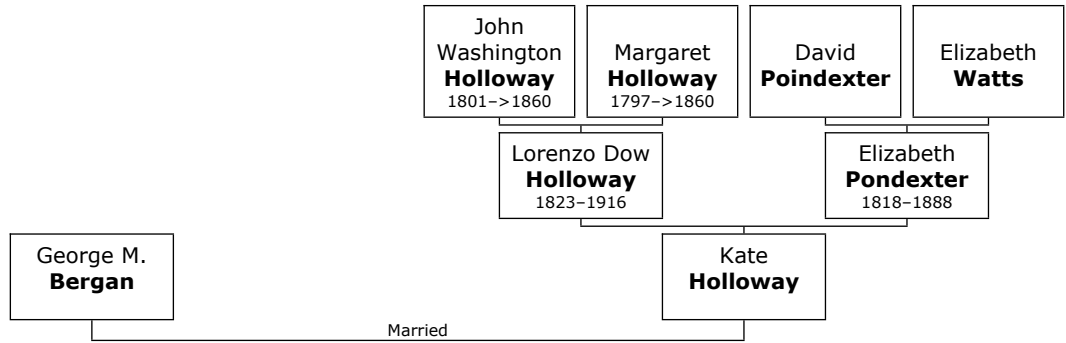 John
Washington
Holloway
1801–>1860
Margaret
Holloway
1797–>1860
David
Poindexter
Elizabeth
Watts
Lorenzo Dow
Holloway
1823–1916
Elizabeth
Pondexter
1818–1888
George M.
Bergan
Kate
Holloway
Married